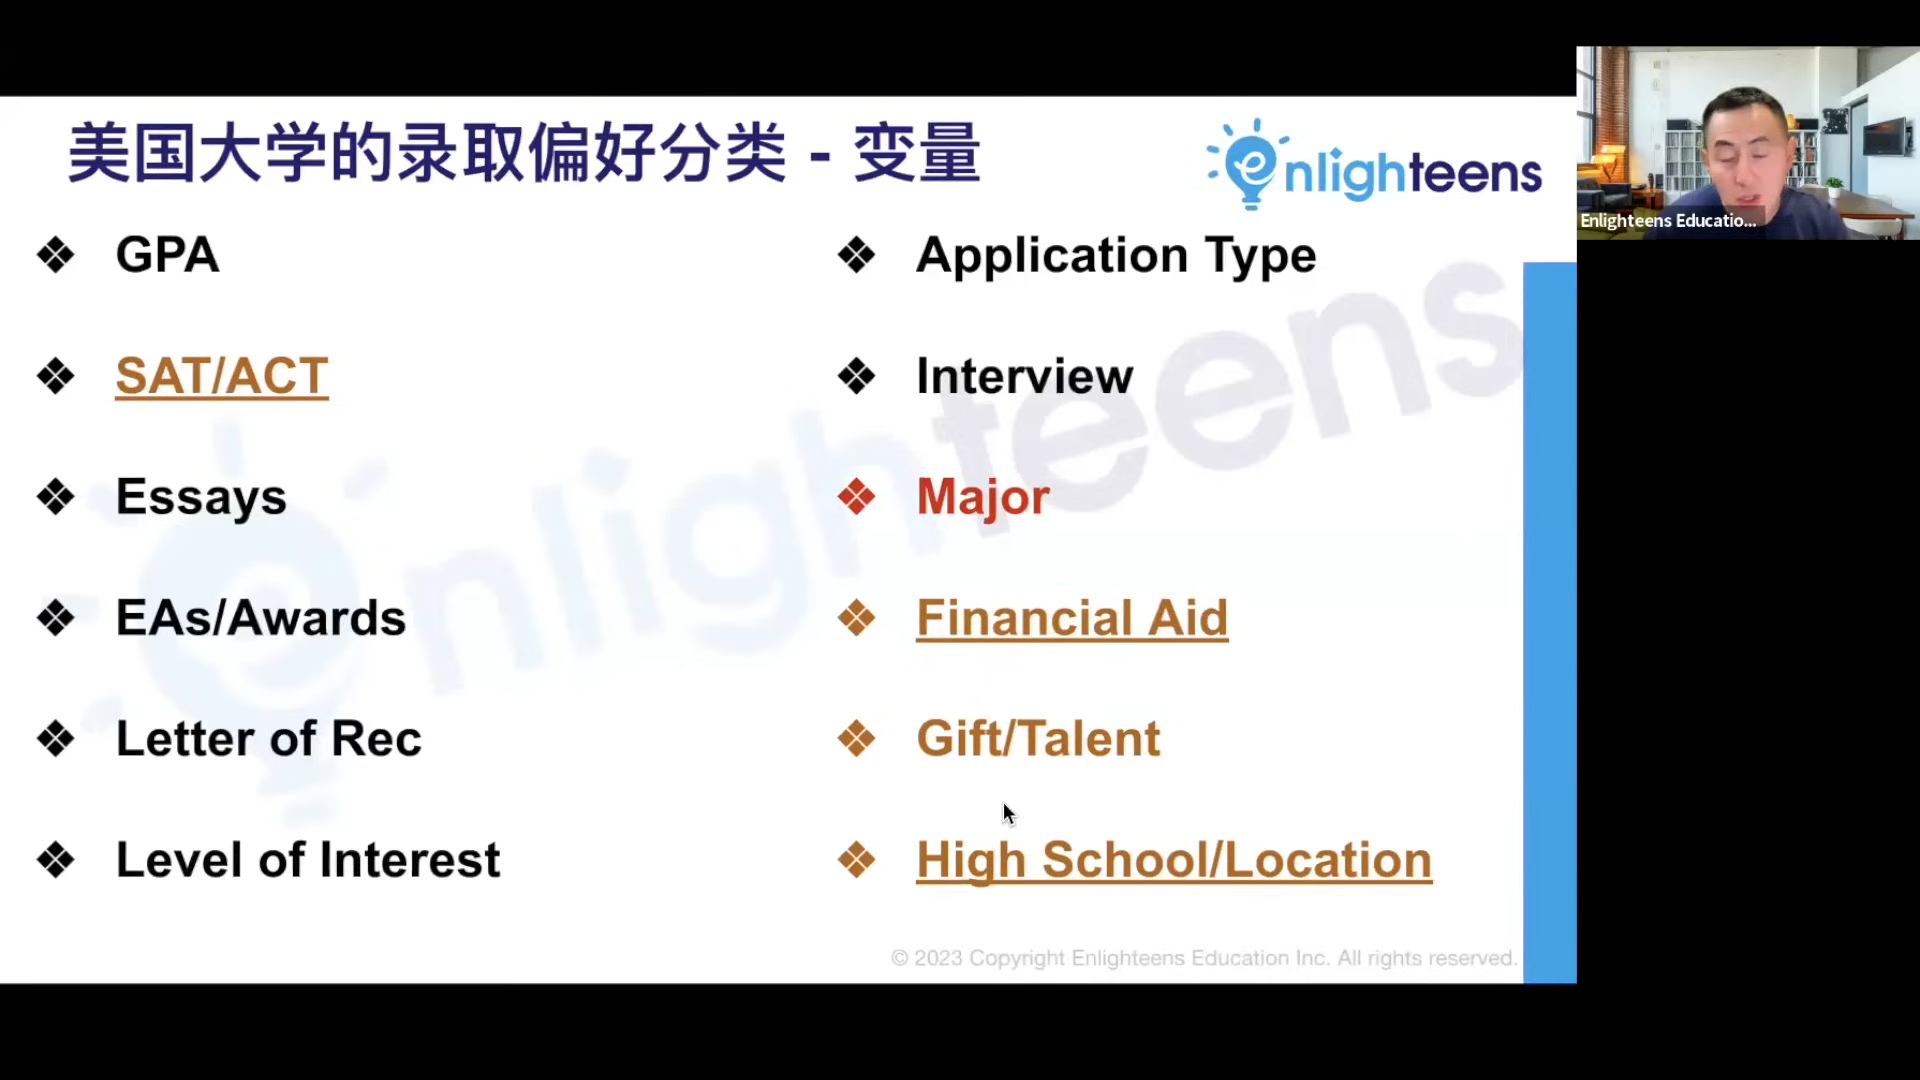 美国大学的录取偏好分类 - 变量
enlighteens
Enlighteens Educatio...
❖ GPA
❖ SAT/ACT
❖ Essays
❖ EAs/Awards
❖ Letter of Rec
❖ Level of Interest
❖ Application Type
❖ Interview
❖ Major
❖ Financial Aid
❖ Gift/Talent
❖ High School/Location
enlighteens
© 2023 Copyright Enlighteens Education Inc. All rights reserved.